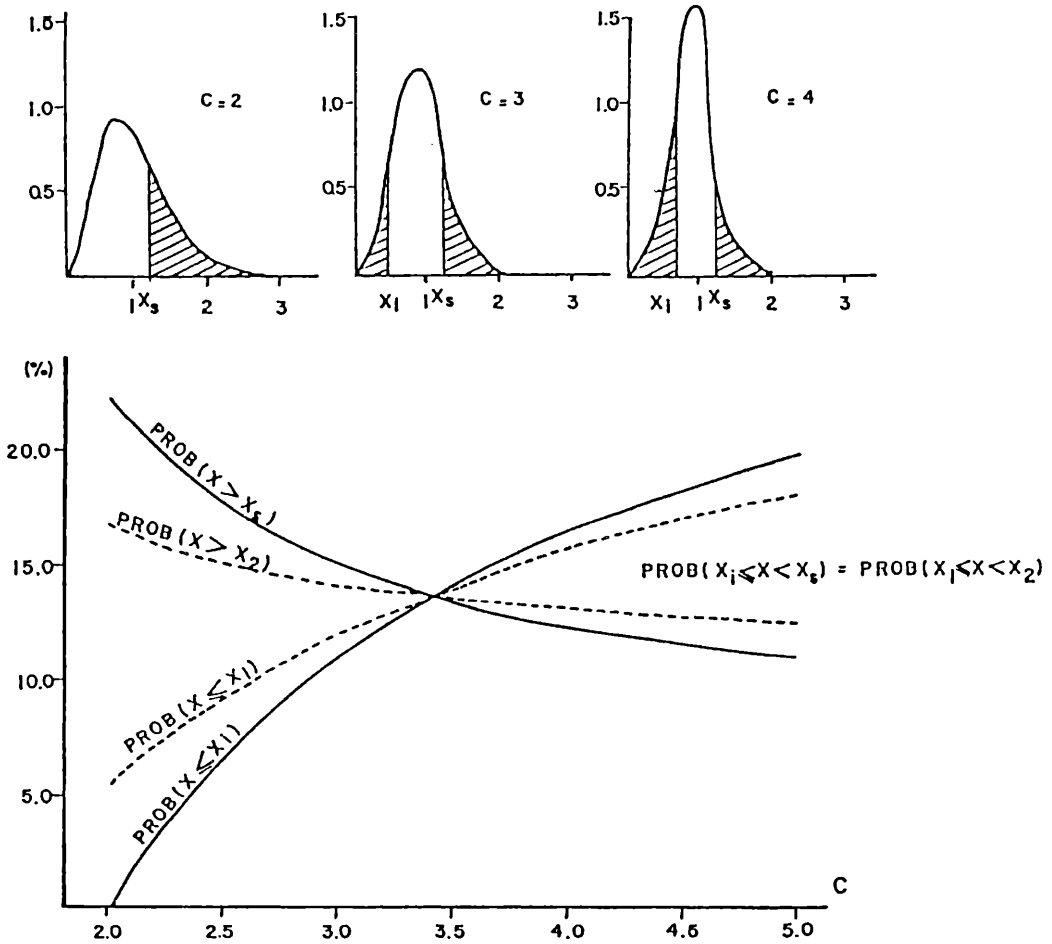 1.5
1.0
0.5
C = 2
1 Xs 2 3
1.5
1.0
0.5
C = 3
Xi 1 Xs 2 3
1.5
1.0
0.5
C = 4
Xi 1 Xs 2 3
(%)
20.0
15.0
10.0
5.0
PROB(X > Xs)
PROB(X > X2)
PROB(X ≤ X1)
PROB(X ≤ Xi)
PROB(Xi ≤ X < Xs) = PROB(X1 ≤ X < X2)
C
2.0 2.5 3.0 3.5 4.0 4.5 5.0